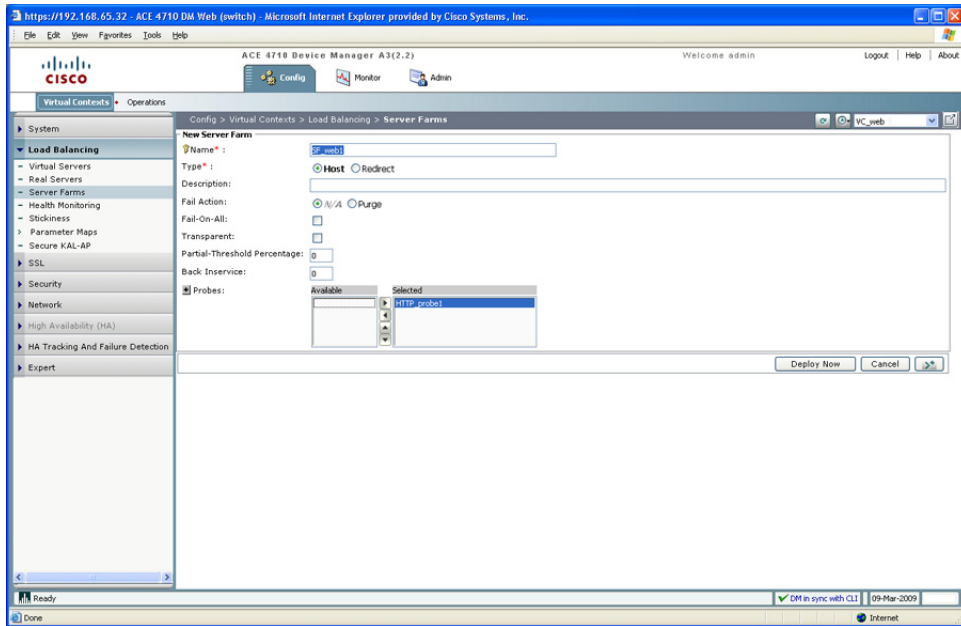 https://192.168.65.32 - ACE 4710 DM Web (switch) - Microsoft Internet Explorer provided by Cisco Systems, Inc.
File Edit View Favorites Tools Help
ACE 4710 Device Manager A3(2.2)
Welcome admin
Logout | Help | About
CISCO
Config Monitor Admin
Virtual Contexts Operations
Config > Virtual Contexts > Load Balancing > Server Farms
VC_web
System
Load Balancing
Virtual Servers
Real Servers
Server Farms
Health Monitoring
Stickiness
Parameter Maps
Secure KAL-AP
SSL
Security
Network
High Availability (HA)
HA Tracking And Failure Detection
Expert
New Server Farm
Name* : SF_web1
Type* : Host Redirect
Description:
Fail Action: N/A Purge
Fail-On-All:
Transparent:
Partial-Threshold Percentage: 0
Back Inservice: 0
Probes: Available Selected
HTTP_probe1
Deploy Now Cancel
Ready
DM in sync with CLI 09-Mar-2009
Done
Internet